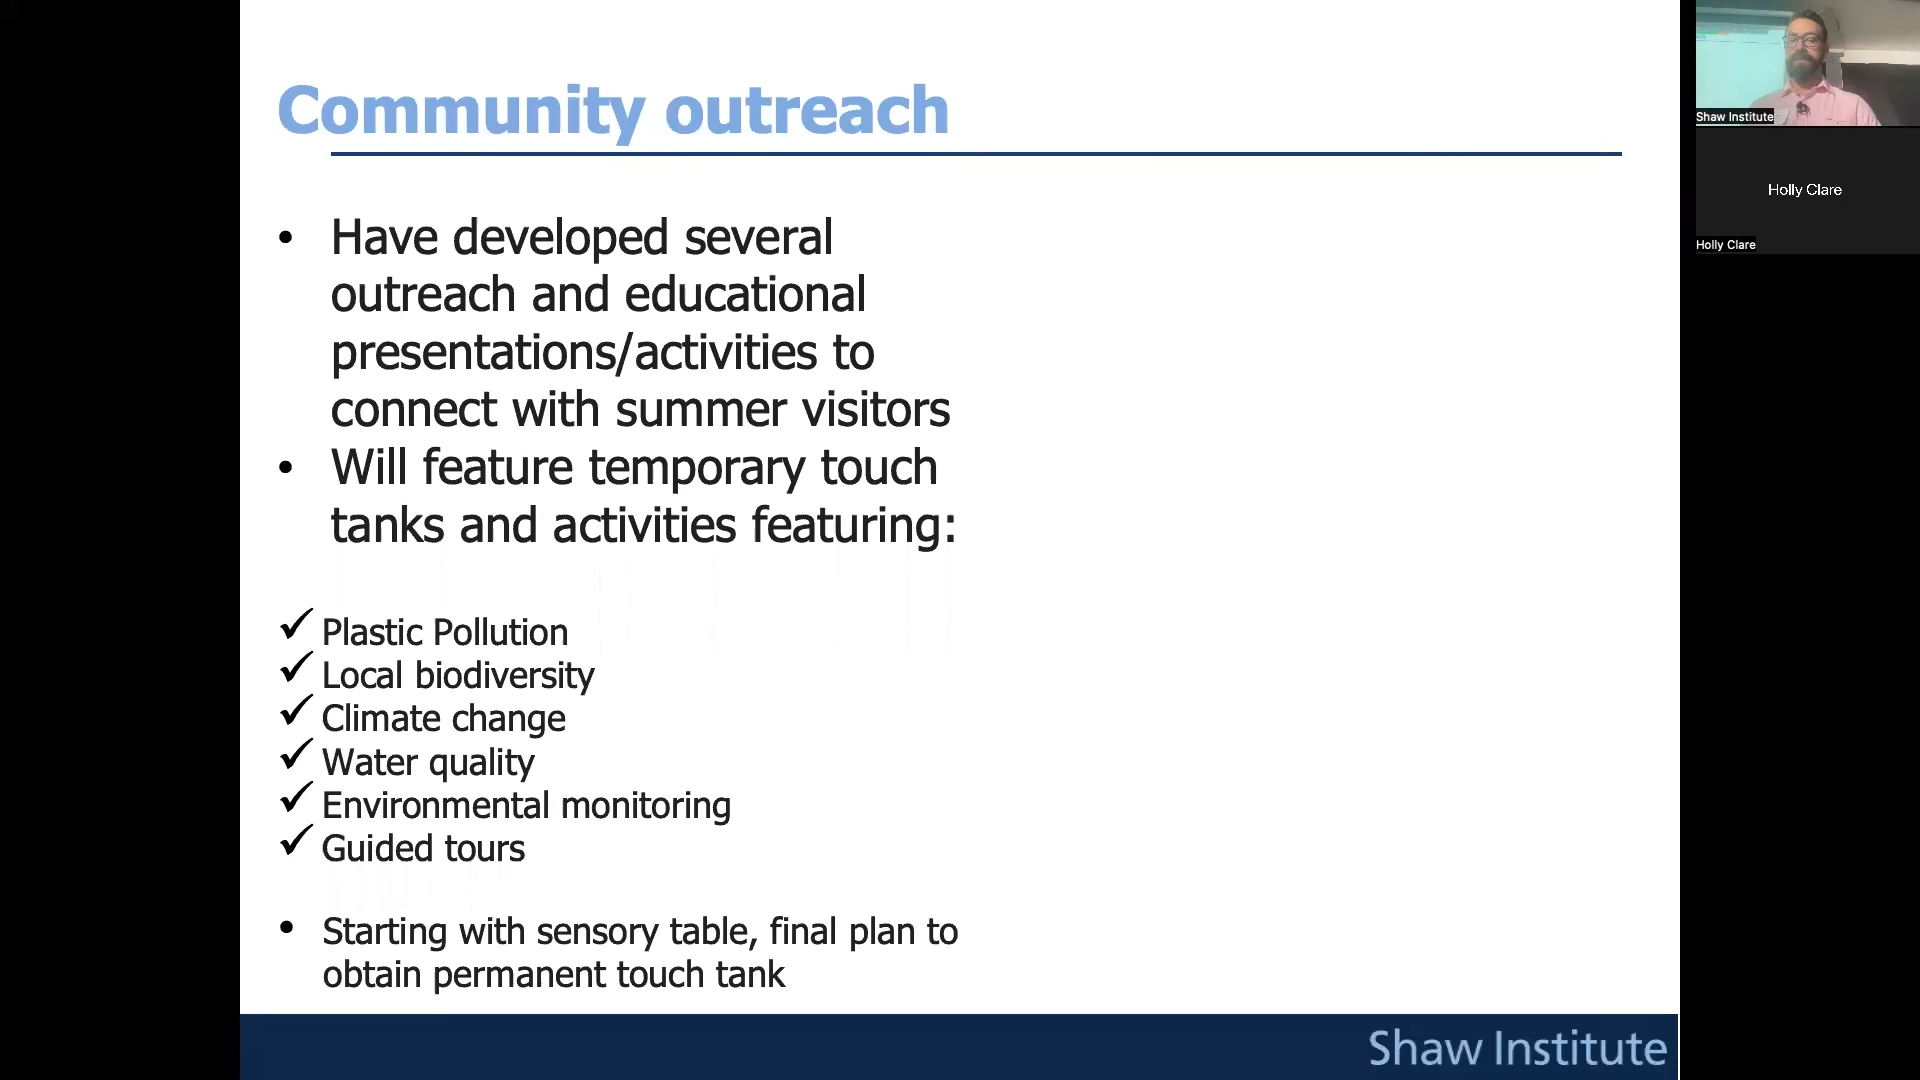 Community outreach
• Have developed several
outreach and educational
presentations/activities to
connect with summer visitors
• Will feature temporary touch
tanks and activities featuring:
✓ Plastic Pollution
✓ Local biodiversity
✓ Climate change
✓ Water quality
✓ Environmental monitoring
✓ Guided tours
• Starting with sensory table, final plan to
obtain permanent touch tank
Shaw Institute
Shaw Institute
Holly Clare
Holly Clare